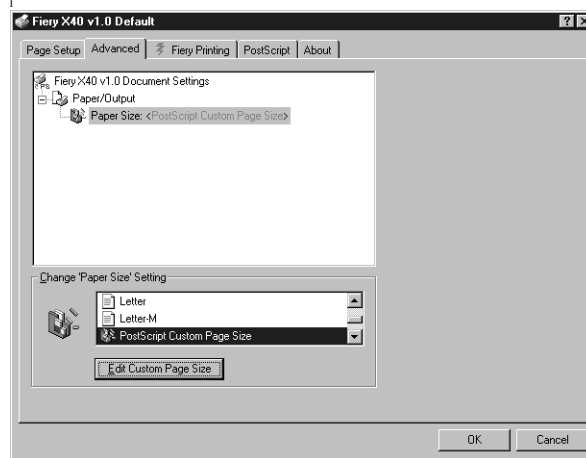 Fiery X40 v1.0 Default
Page Setup Advanced Fiery Printing PostScript About
Fiery X40 v1.0 Document Settings
Paper/Output
Paper Size: <PostScript Custom Page Size>
Change 'Paper Size' Setting
Letter
Letter-M
PostScript Custom Page Size
Edit Custom Page Size
OK Cancel